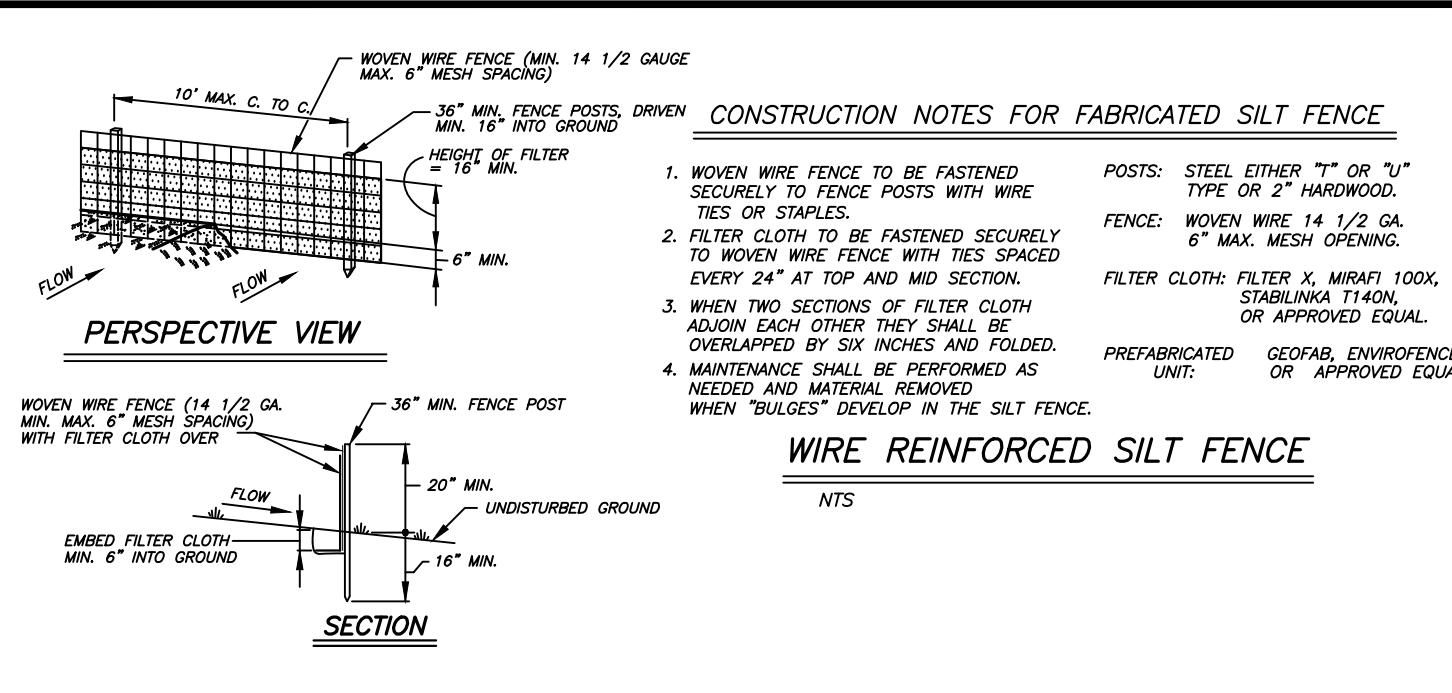 WOVEN WIRE FENCE (MIN. 14 1/2 GAUGE
MAX. 6" MESH SPACING)
10' MAX. C. TO C.
36" MIN. FENCE POSTS, DRIVEN
MIN. 16" INTO GROUND
HEIGHT OF FILTER
= 16" MIN.
6" MIN.
FLOW
FLOW
PERSPECTIVE VIEW
WOVEN WIRE FENCE (14 1/2 GA.
MIN. MAX. 6" MESH SPACING)
WITH FILTER CLOTH OVER
36" MIN. FENCE POST
20" MIN.
FLOW
UNDISTURBED GROUND
EMBED FILTER CLOTH
MIN. 6" INTO GROUND
16" MIN.
SECTION
CONSTRUCTION NOTES FOR FABRICATED SILT FENCE
1. WOVEN WIRE FENCE TO BE FASTENED
SECURELY TO FENCE POSTS WITH WIRE
TIES OR STAPLES.
2. FILTER CLOTH TO BE FASTENED SECURELY
TO WOVEN WIRE FENCE WITH TIES SPACED
EVERY 24" AT TOP AND MID SECTION.
3. WHEN TWO SECTIONS OF FILTER CLOTH
ADJOIN EACH OTHER THEY SHALL BE
OVERLAPPED BY SIX INCHES AND FOLDED.
4. MAINTENANCE SHALL BE PERFORMED AS
NEEDED AND MATERIAL REMOVED
WHEN "BULGES" DEVELOP IN THE SILT FENCE.
POSTS: STEEL EITHER "T" OR "U"
TYPE OR 2" HARDWOOD.
FENCE: WOVEN WIRE 14 1/2 GA.
6" MAX. MESH OPENING.
FILTER CLOTH: FILTER X, MIRAFI 100X,
STABILINKA T140N,
OR APPROVED EQUAL.
PREFABRICATED GEOFAB, ENVIROFENCE
UNIT: OR APPROVED EQUA
WIRE REINFORCED SILT FENCE
NTS